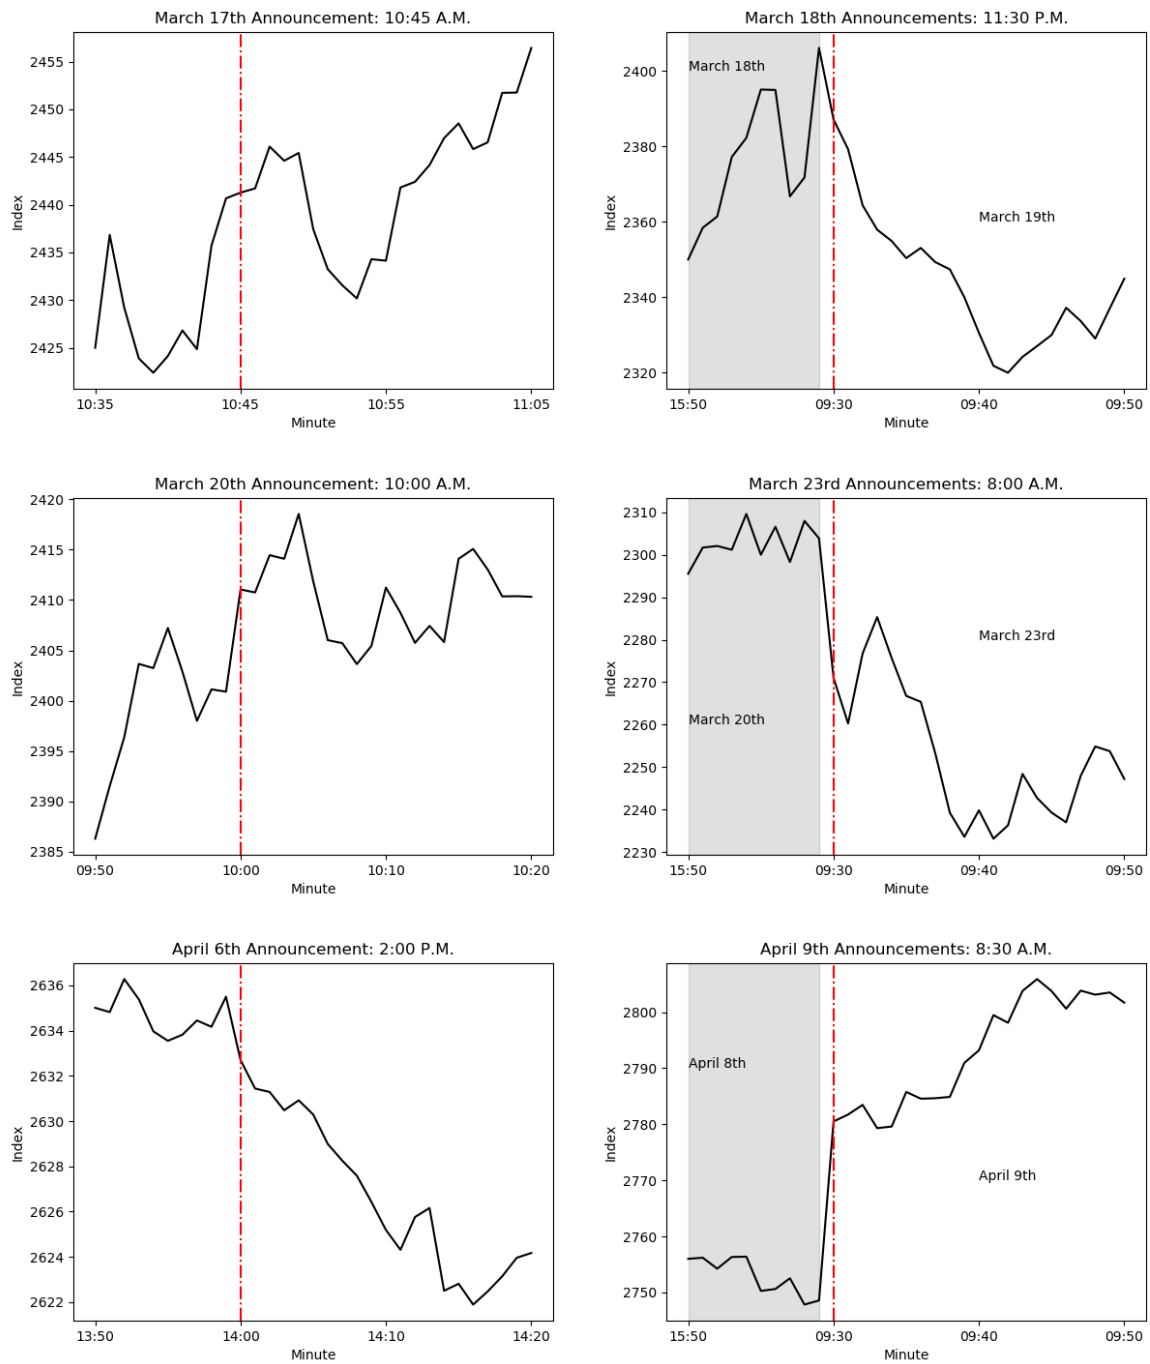 March 17th Announcement: 10:45 A.M.
2455
2450
2445
2440
2435
2430
2425
Index
10:35 10:45 10:55 11:05
Minute
March 18th Announcements: 11:30 P.M.
2400
2380
2360
2340
2320
Index
March 18th
March 19th
15:50 09:30 09:40 09:50
Minute
March 20th Announcement: 10:00 A.M.
2420
2415
2410
2405
2400
2395
2390
2385
Index
09:50 10:00 10:10 10:20
Minute
March 23rd Announcements: 8:00 A.M.
2310
2300
2290
2280
2270
2260
2250
2240
2230
Index
March 23rd
March 20th
15:50 09:30 09:40 09:50
Minute
April 6th Announcement: 2:00 P.M.
2636
2634
2632
2630
2628
2626
2624
2622
Index
13:50 14:00 14:10 14:20
Minute
April 9th Announcements: 8:30 A.M.
2800
2790
2780
2770
2760
2750
Index
April 8th
April 9th
15:50 09:30 09:40 09:50
Minute